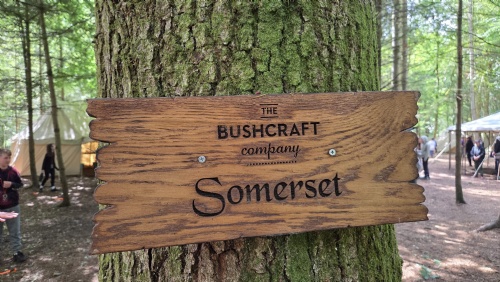 THE
BUSHCRAFT
company
Somerset